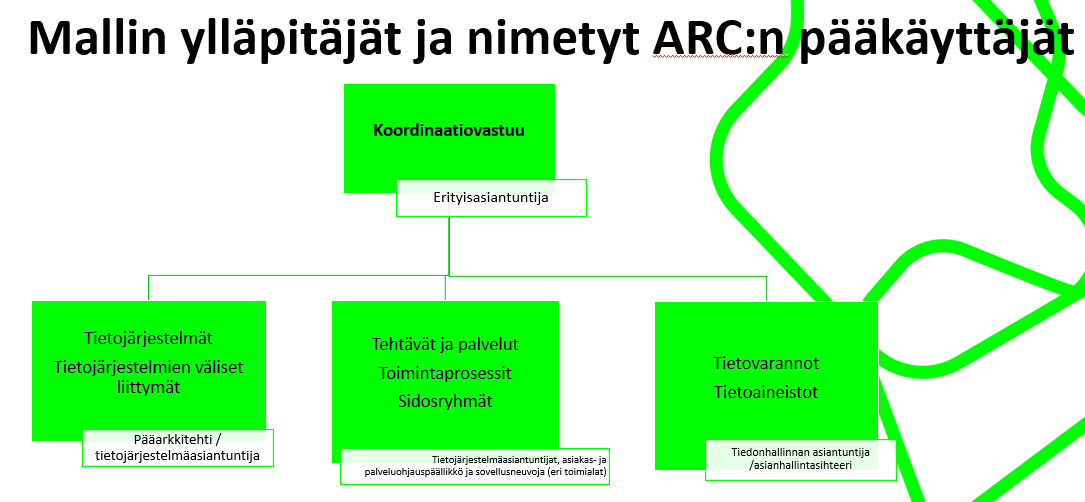 Mallin ylläpitäjät ja nimetyt ARC:n pääkäyttäjät
Koordinaatiovastuu
Erityisasiantuntija
Tietojärjestelmät
Tietojärjestelmien väliset
liittymät
Pääarkkitehti /
tietojärjestelmäasiantuntija
Tehtävät ja palvelut
Toimintaprosessit
Sidosryhmät
Tietojärjestelmäasiantuntijat, asiakas- ja
palveluohjauspäällikkö ja sovellusneuvoja (eri toimialat)
Tietovarannot
Tietoaineistot
Tiedonhallinnan asiantuntija
/asianhallintasihteeri